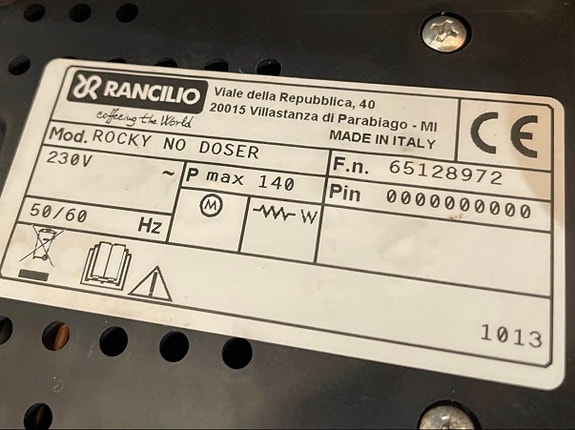 RANCILIO
coffeeing the World
Viale della Repubblica, 40
20015 Villastanza di Parabiago - MI
MADE IN ITALY
CE
Mod. ROCKY NO DOSER
F.n. 65128972
230V ~
P max 140
Pin 0000000000
M
W
50/60 Hz
1013